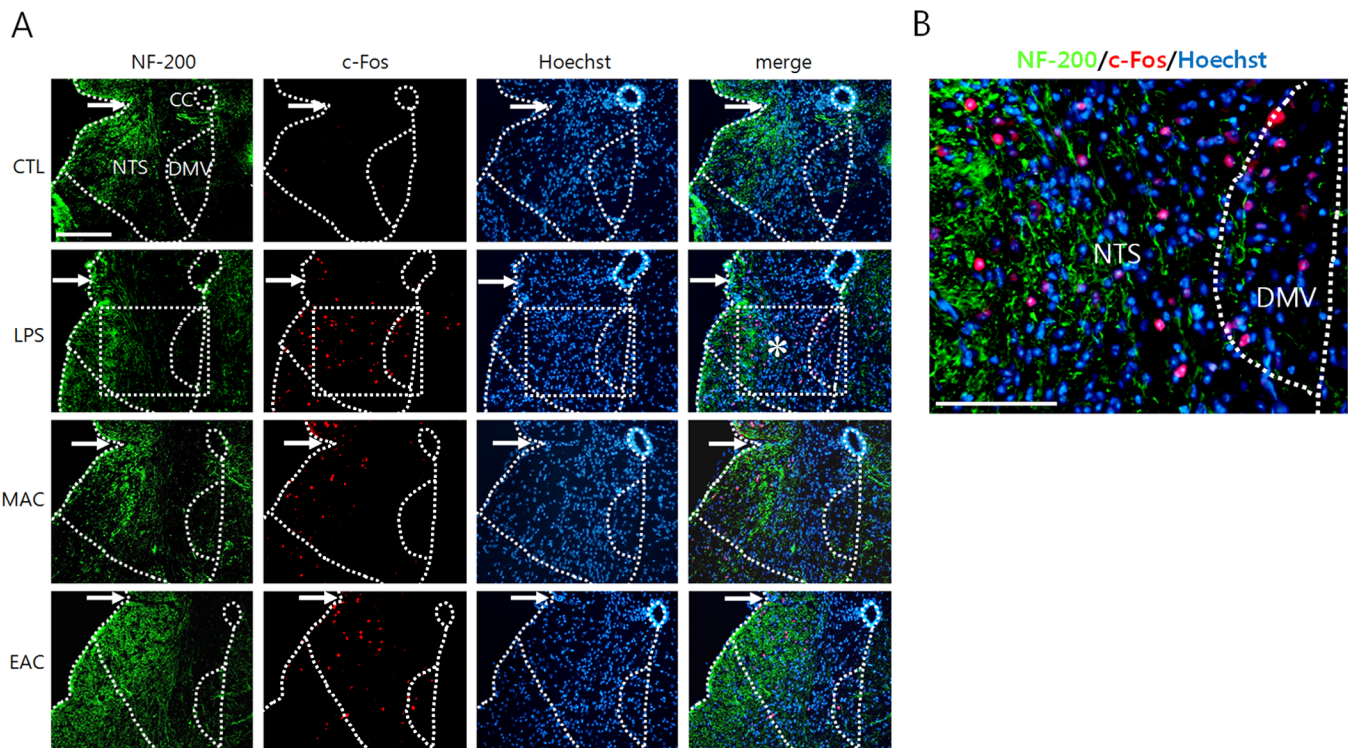 A
B
NF-200 c-Fos Hoechst merge
NF-200/c-Fos/Hoechst
CTL
CC
NTS
DMV
LPS
*
NTS
DMV
MAC
EAC